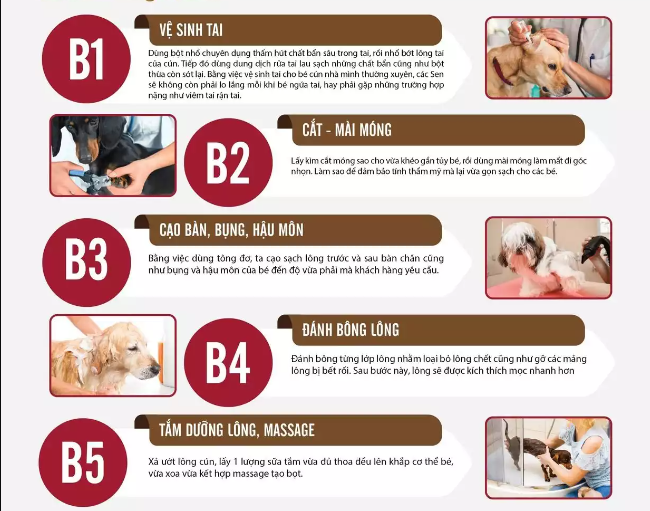 B1
VỆ SINH TAI
Dùng bột nhổ chuyên dụng thấm hút chất bẩn sâu trong tai, rồi nhổ bớt lông tai
của cún. Tiếp đó dùng dung dịch rửa tai lau sạch những chất bẩn cũng như bột
thừa còn sót lại. Bằng việc vệ sinh tai cho bé cún nhà mình thường xuyên, các Sen
sẽ không còn phải lo lắng mỗi khi bé ngứa tai, hay phải gặp những trường hợp
nặng như viêm tai rận tai.
B2
CẮT - MÀI MÓNG
Lấy kìm cắt móng sao cho vừa khéo gần tủy bé, rồi dùng mài móng làm mất đi góc
nhọn. Làm sao để đảm bảo tính thẩm mỹ mà lại vừa gọn sạch cho các bé.
B3
CẠO BÀN, BỤNG, HẬU MÔN
Bằng việc dùng tông đơ, ta cạo sạch lông trước và sau bàn chân cũng
như bụng và hậu môn của bé đến độ vừa phải mà khách hàng yêu cầu.
B4
ĐÁNH BÔNG LÔNG
Đánh bông từng lớp lông nhằm loại bỏ lông chết cũng như gỡ các mảng
lông bị bết rối. Sau bước này, lông sẽ được kích thích mọc nhanh hơn
B5
TẮM DƯỠNG LÔNG, MASSAGE
Xả ướt lông cún, lấy 1 lượng sữa tắm vừa đủ thoa đều lên khắp cơ thể bé,
vừa xoa vừa kết hợp massage tạo bọt.